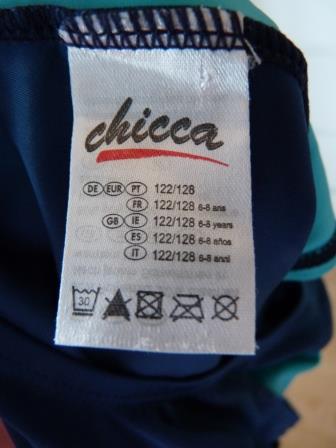 chicca
DE EUR PT 122/128
FR 122/128 6-8 ans
GB IE 122/128 6-8 years
ES 122/128 6-8 años
IT 122/128 6-8 anni
30